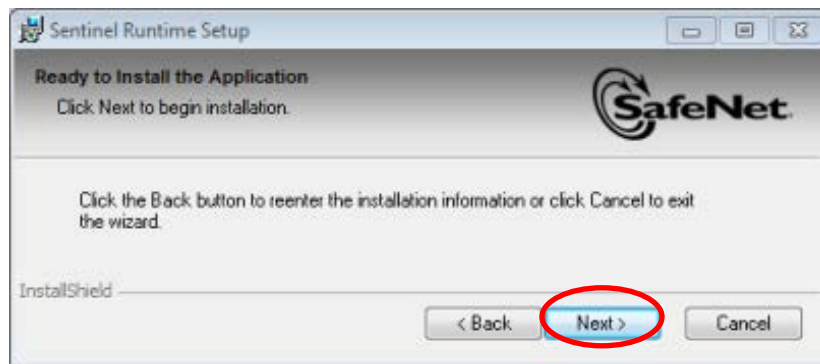 Sentinel Runtime Setup
Ready to Install the Application
Click Next to begin installation.
SafeNet.
Click the Back button to reenter the installation information or click Cancel to exit
the wizard.
InstallShield
< Back Next > Cancel